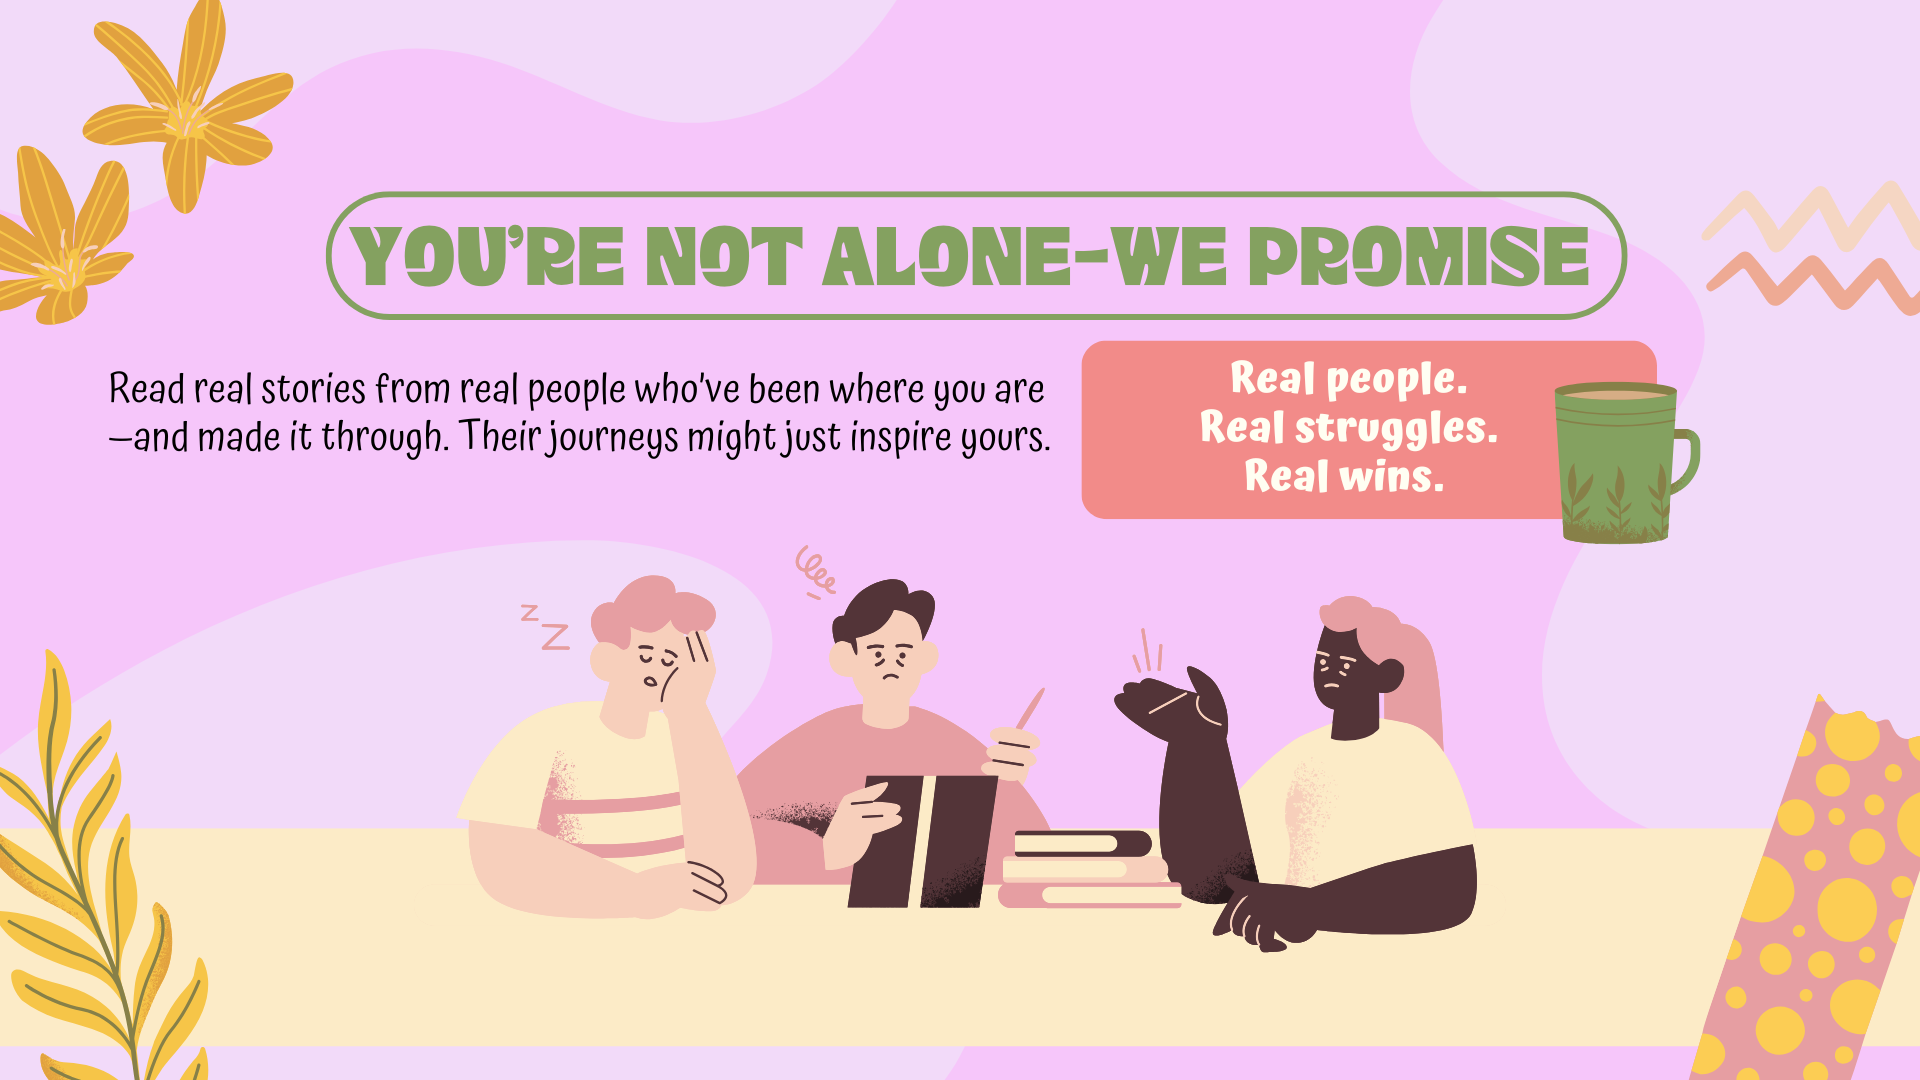 YOU'RE NOT ALONE—WE PROMISE
Read real stories from real people who've been where you are
—and made it through. Their journeys might just inspire yours.
Real people.
Real struggles.
Real wins.
z
Z